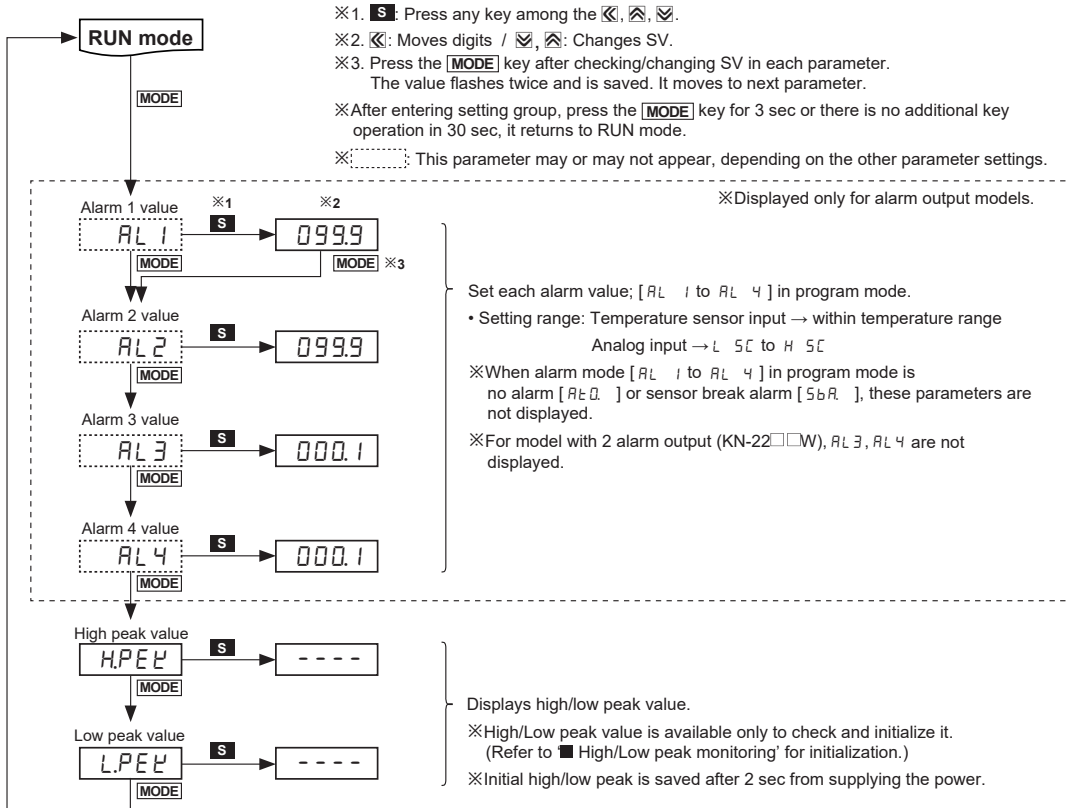 RUN mode
MODE
※1. S: Press any key among the «, ︽, ︾.
※2. «: Moves digits / ︾, ︽: Changes SV.
※3. Press the MODE key after checking/changing SV in each parameter.
The value flashes twice and is saved. It moves to next parameter.
※After entering setting group, press the MODE key for 3 sec or there is no additional key
operation in 30 sec, it returns to RUN mode.
※ : This parameter may or may not appear, depending on the other parameter settings.
※Displayed only for alarm output models.
Alarm 1 value ※1 ※2
AL 1 S 099.9
MODE MODE ※3
Alarm 2 value
AL2 S 099.9
MODE
Alarm 3 value
AL3 S 000.1
MODE
Alarm 4 value
AL4 S 000.1
MODE
Set each alarm value; [ AL 1 to AL 4 ] in program mode.
• Setting range: Temperature sensor input → within temperature range
Analog input → L SC to H SC
※When alarm mode [ AL 1 to AL 4 ] in program mode is
no alarm [ At0. ] or sensor break alarm [ SbA. ], these parameters are
not displayed.
※For model with 2 alarm output (KN-22□□W), AL3, AL4 are not
displayed.
High peak value
H.PEK S - - - -
MODE
Low peak value
L.PEK S - - - -
MODE
Displays high/low peak value.
※High/Low peak value is available only to check and initialize it.
(Refer to '■ High/Low peak monitoring' for initialization.)
※Initial high/low peak is saved after 2 sec from supplying the power.